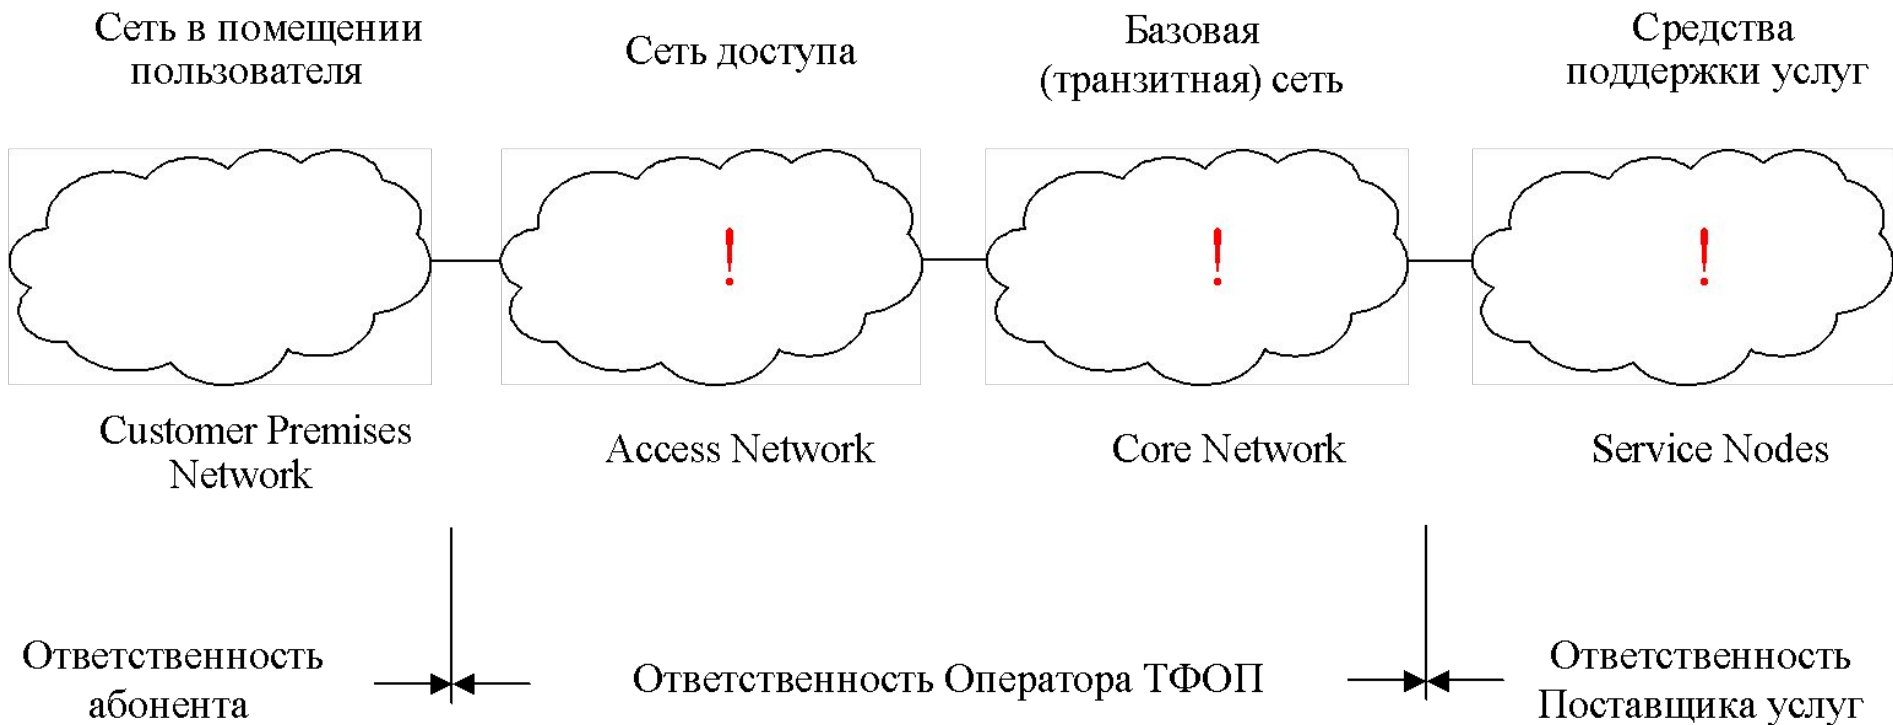 Сеть в помещении
пользователя
Сеть доступа
Базовая
(транзитная) сеть
Средства
поддержки услуг
!
!
!
Customer Premises
Network
Access Network
Core Network
Service Nodes
Ответственность
абонента
Ответственность Оператора ТФОП
Ответственность
Поставщика услуг